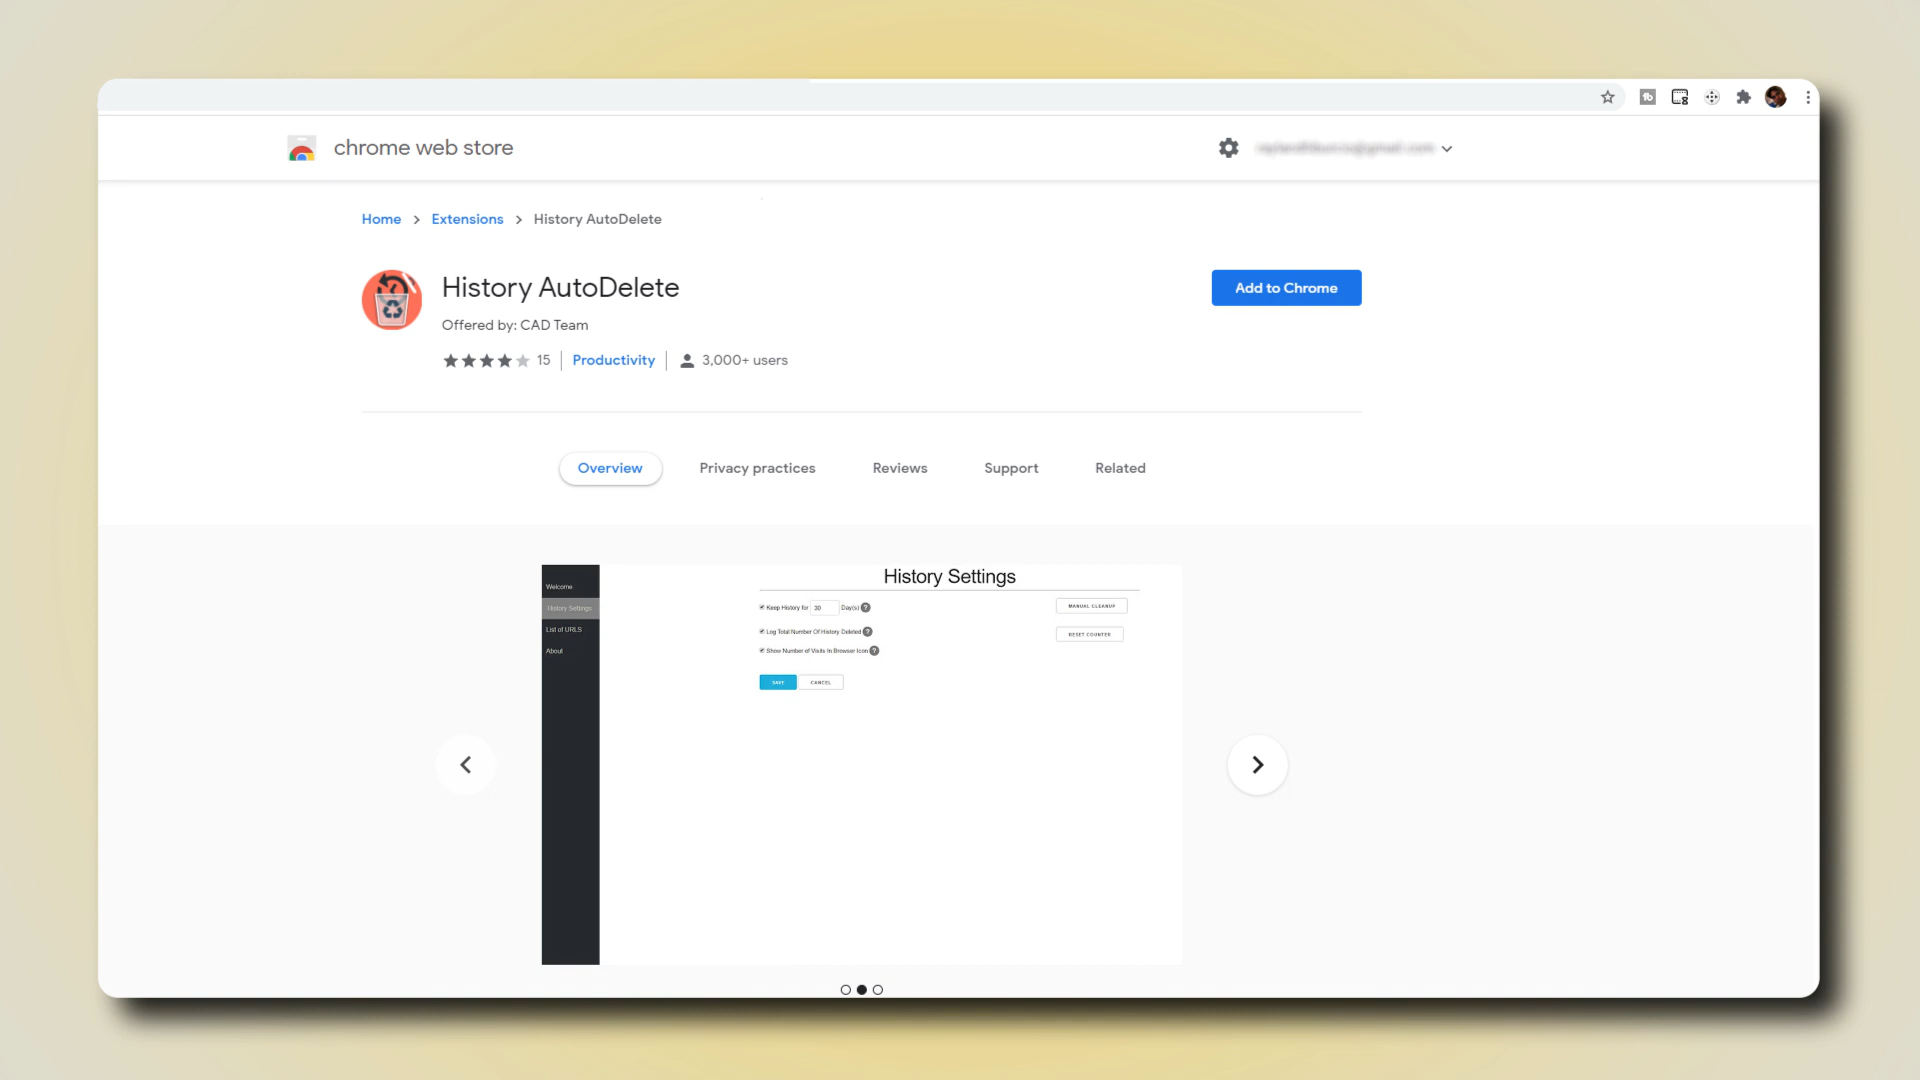 chrome web store
Home > Extensions > History AutoDelete
History AutoDelete
Add to Chrome
Offered by: CAD Team
15 Productivity 3,000+ users
Overview Privacy practices Reviews Support Related
History Settings
Welcome
History Settings
List of URLS
About
Keep History for 30 Day(s) ?
Log Total Number Of History Deleted ?
Show Number of Visits In Browser Icon ?
SAVE CANCEL
MANUAL CLEANUP
RESET COUNTER